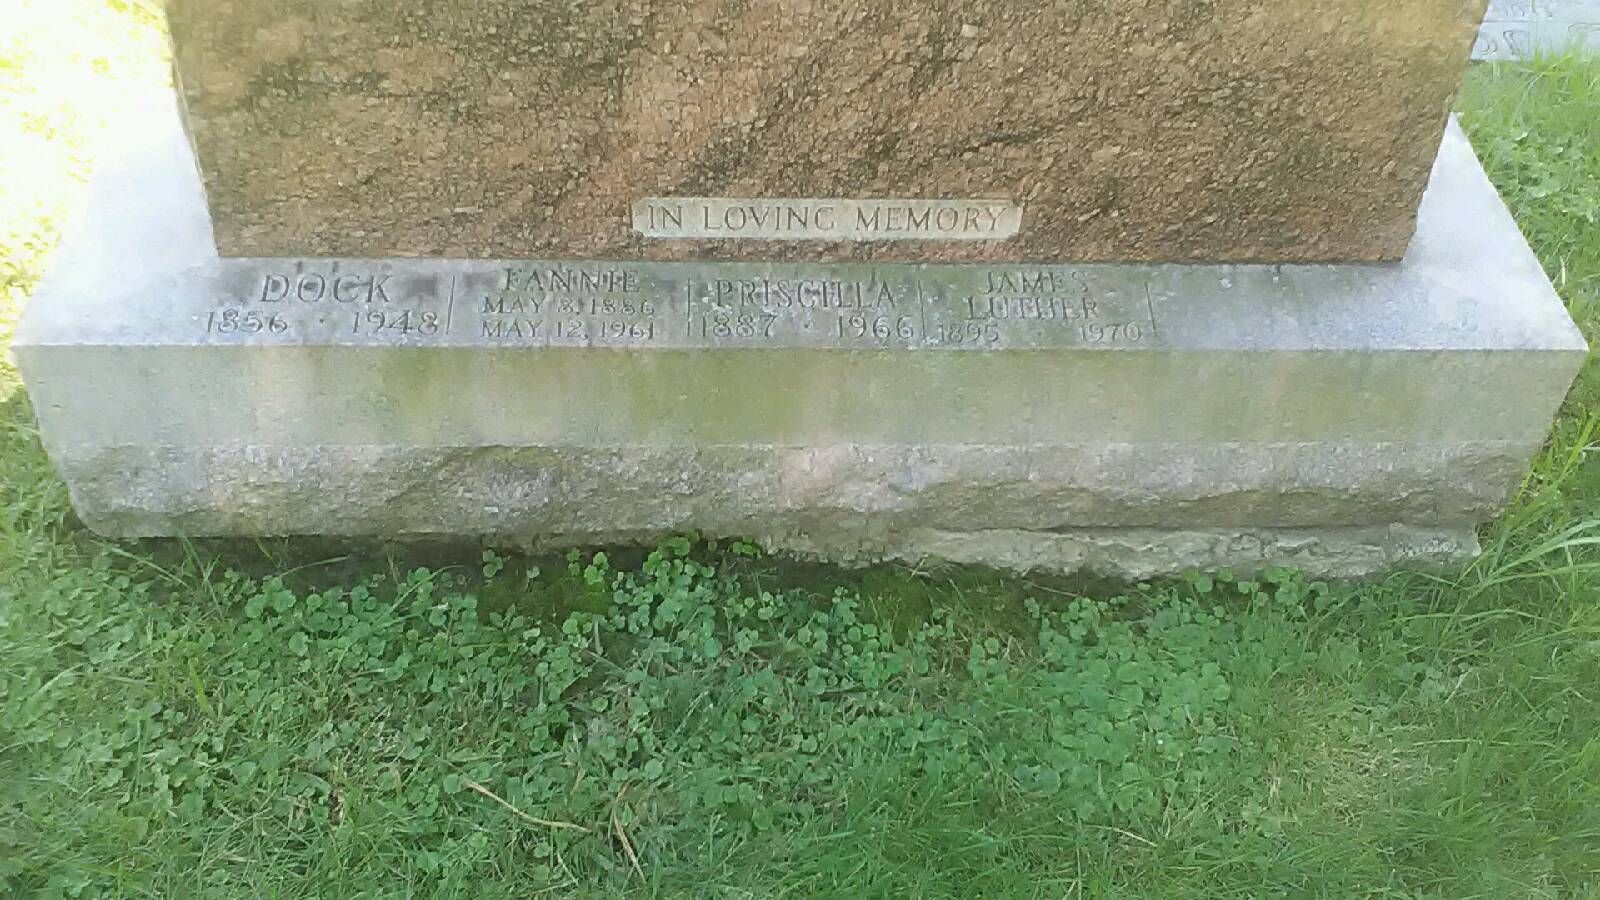 IN LOVING MEMORY
DOCK
1856 · 1948
FANNIE
MAY 8, 1886
MAY 12, 1961
PRISCILLA
1887 · 1966
JAMES
LUTHER
1895 · 1970